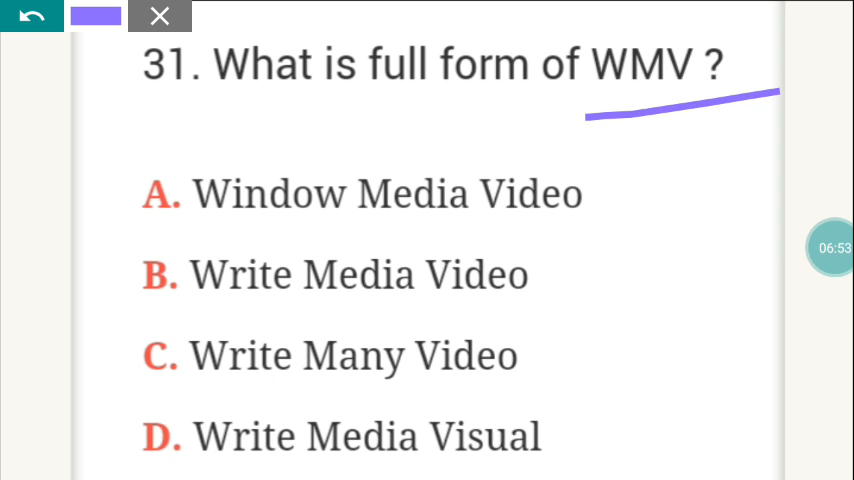 31. What is full form of WMV ?
A. Window Media Video
B. Write Media Video
06:53
C. Write Many Video
D. Write Media Visual